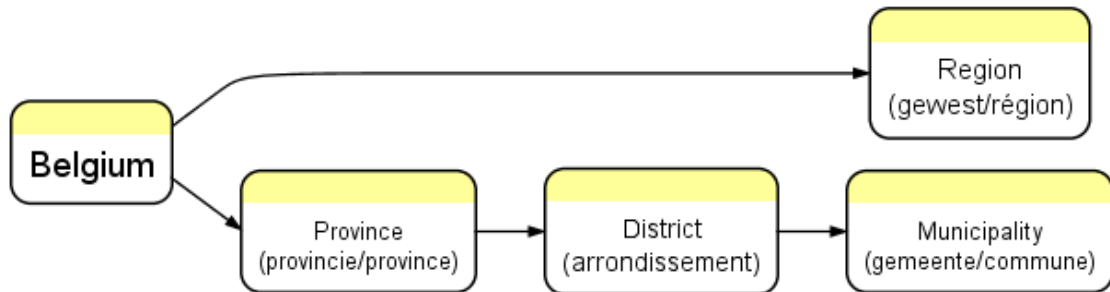 Belgium
Region
(gewest/région)
Province
(provincie/province)
District
(arrondissement)
Municipality
(gemeente/commune)